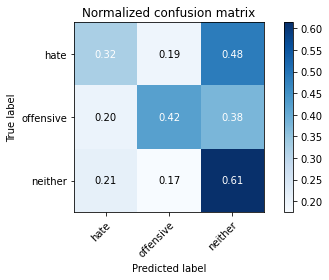 Normalized confusion matrix
True label
hate
offensive
neither
0.32 0.19 0.48
0.20 0.42 0.38
0.21 0.17 0.61
hate
offensive
neither
Predicted label
0.60
0.55
0.50
0.45
0.40
0.35
0.30
0.25
0.20